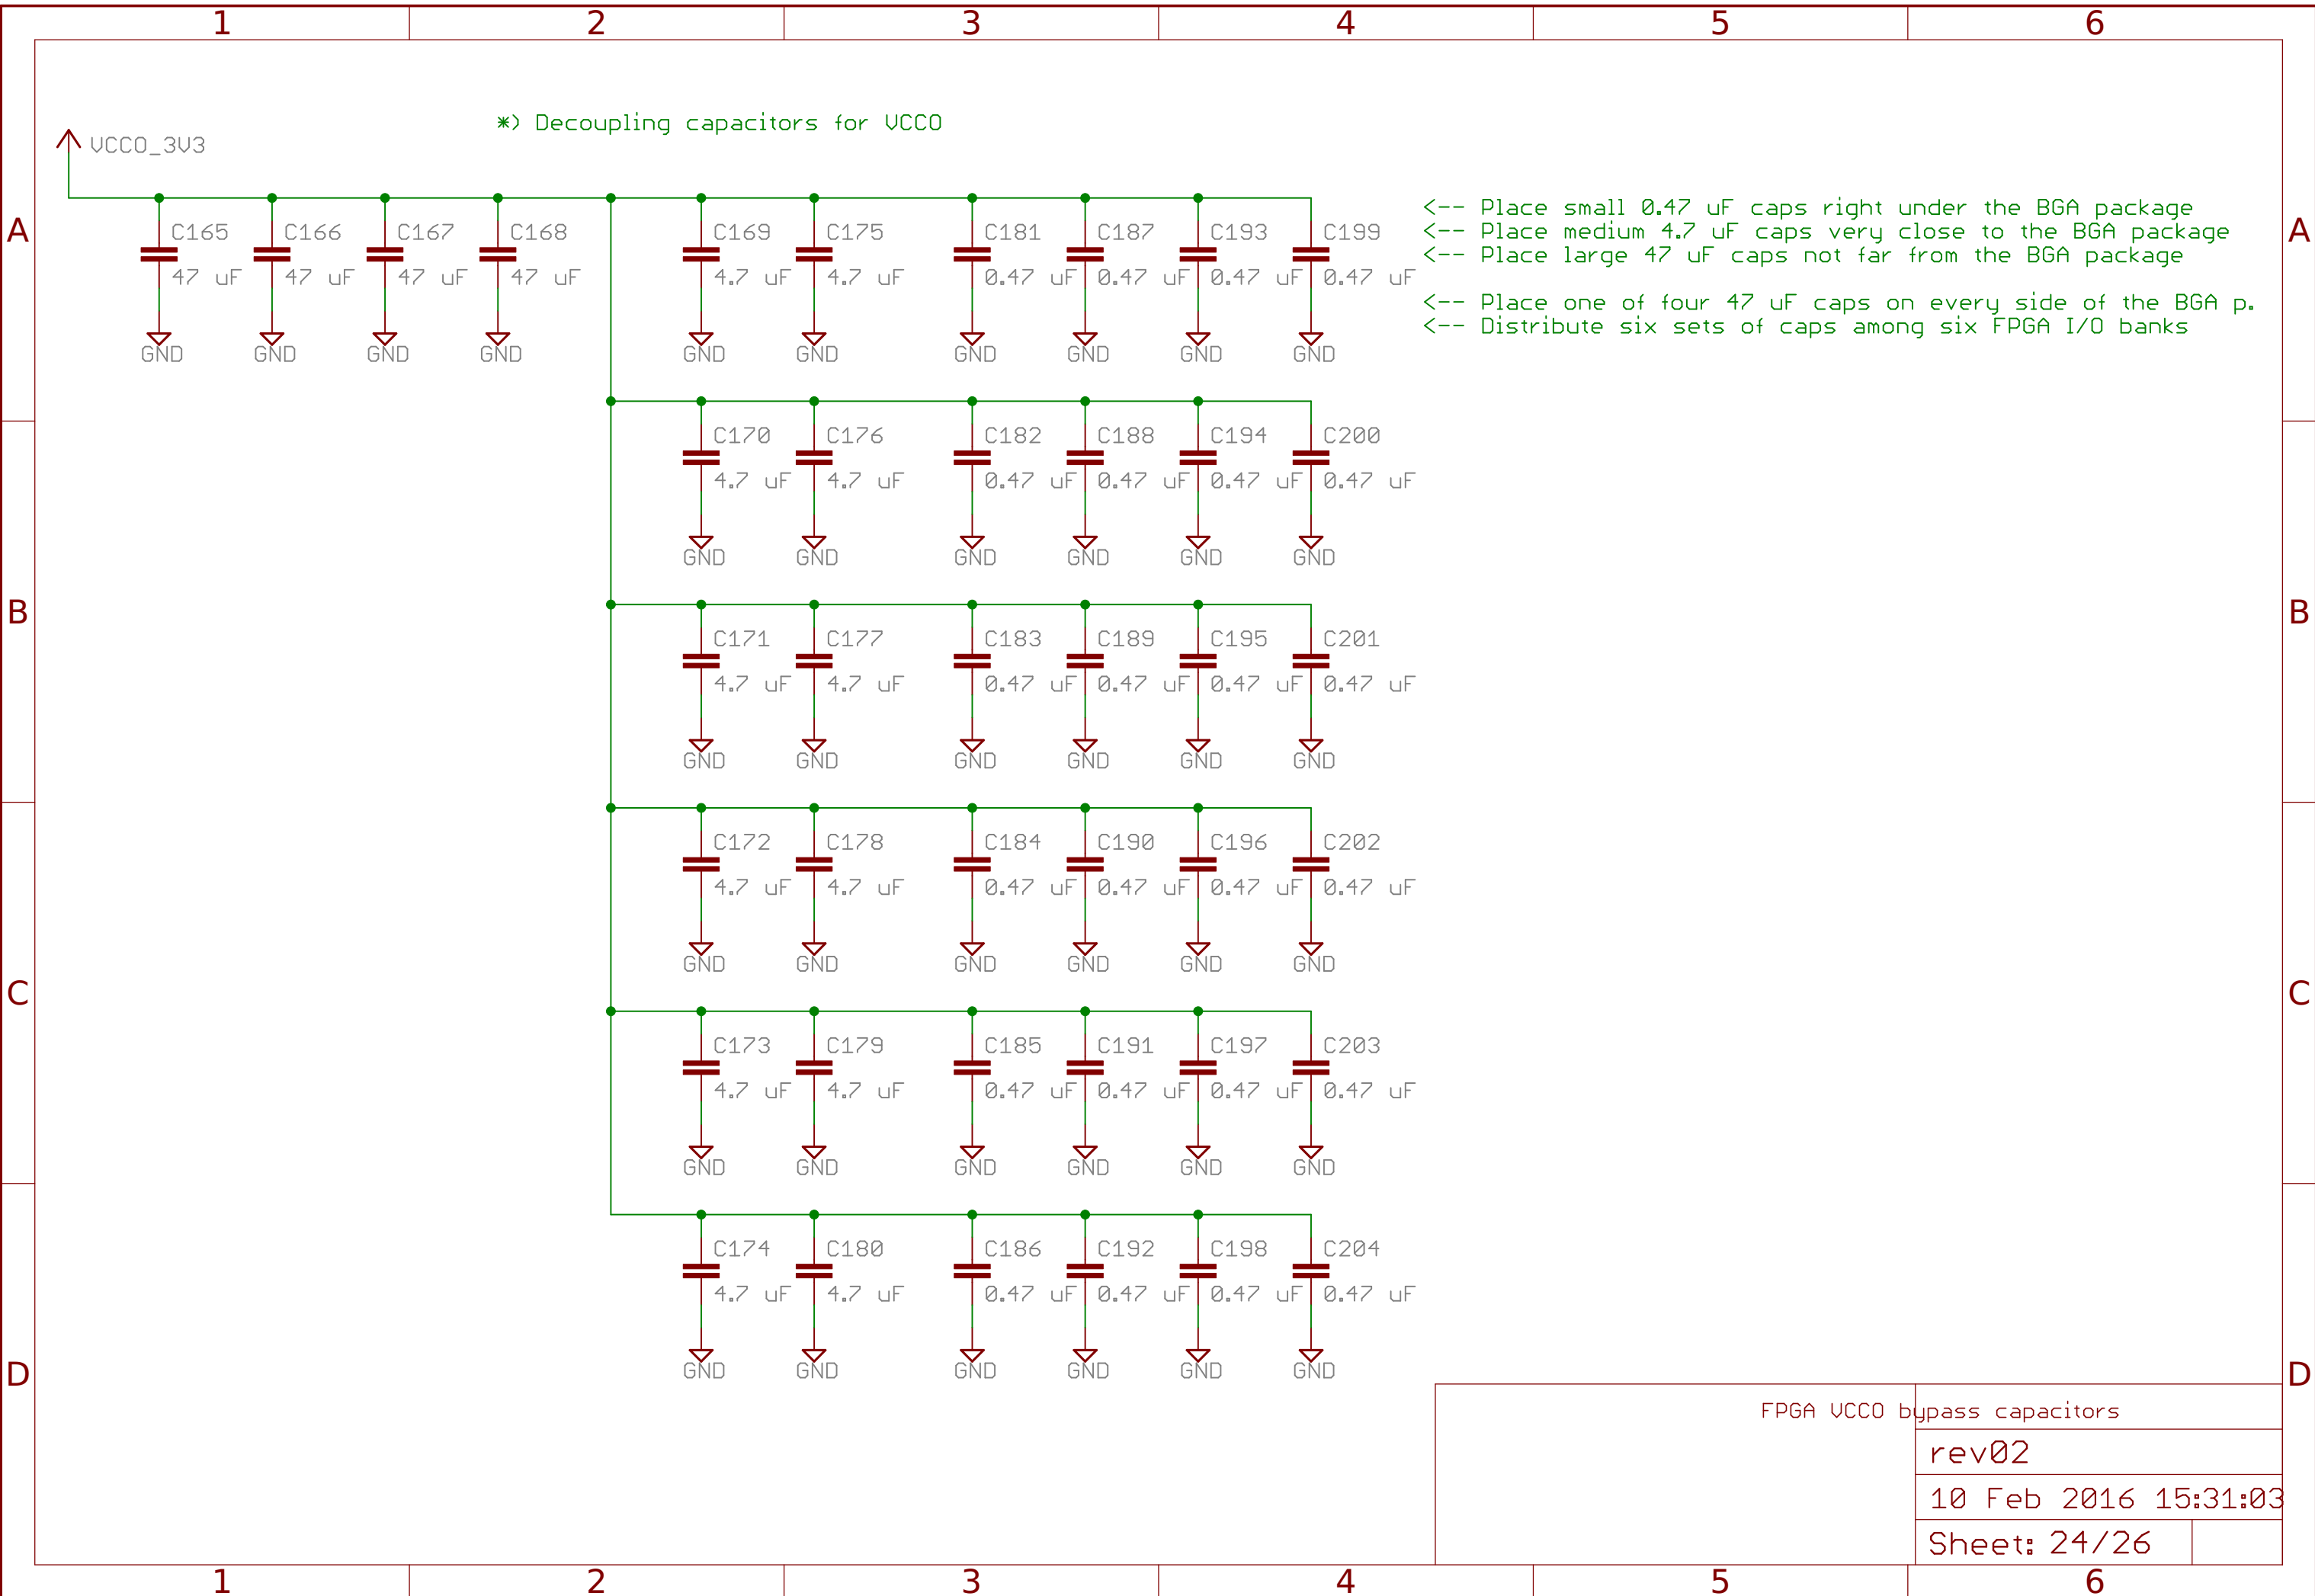 1 2 3 4 5 6
*) Decoupling capacitors for VCCO
VCCO_3V3
A A
C165 C166 C167 C168 C169 C175 C181 C187 C193 C199
47 uF 47 uF 47 uF 47 uF 4.7 uF 4.7 uF 0.47 uF 0.47 uF 0.47 uF 0.47 uF
GND GND GND GND GND GND GND GND GND GND
<-- Place small 0.47 uF caps right under the BGA package
<-- Place medium 4.7 uF caps very close to the BGA package
<-- Place large 47 uF caps not far from the BGA package
<-- Place one of four 47 uF caps on every side of the BGA p.
<-- Distribute six sets of caps among six FPGA I/O banks
C170 C176 C182 C188 C194 C200
4.7 uF 4.7 uF 0.47 uF 0.47 uF 0.47 uF 0.47 uF
GND GND GND GND GND GND
B B
C171 C177 C183 C189 C195 C201
4.7 uF 4.7 uF 0.47 uF 0.47 uF 0.47 uF 0.47 uF
GND GND GND GND GND GND
C172 C178 C184 C190 C196 C202
4.7 uF 4.7 uF 0.47 uF 0.47 uF 0.47 uF 0.47 uF
GND GND GND GND GND GND
C C
C173 C179 C185 C191 C197 C203
4.7 uF 4.7 uF 0.47 uF 0.47 uF 0.47 uF 0.47 uF
GND GND GND GND GND GND
C174 C180 C186 C192 C198 C204
4.7 uF 4.7 uF 0.47 uF 0.47 uF 0.47 uF 0.47 uF
GND GND GND GND GND GND
D D
FPGA VCCO bypass capacitors
rev02
10 Feb 2016 15:31:03
Sheet: 24/26
1 2 3 4 5 6